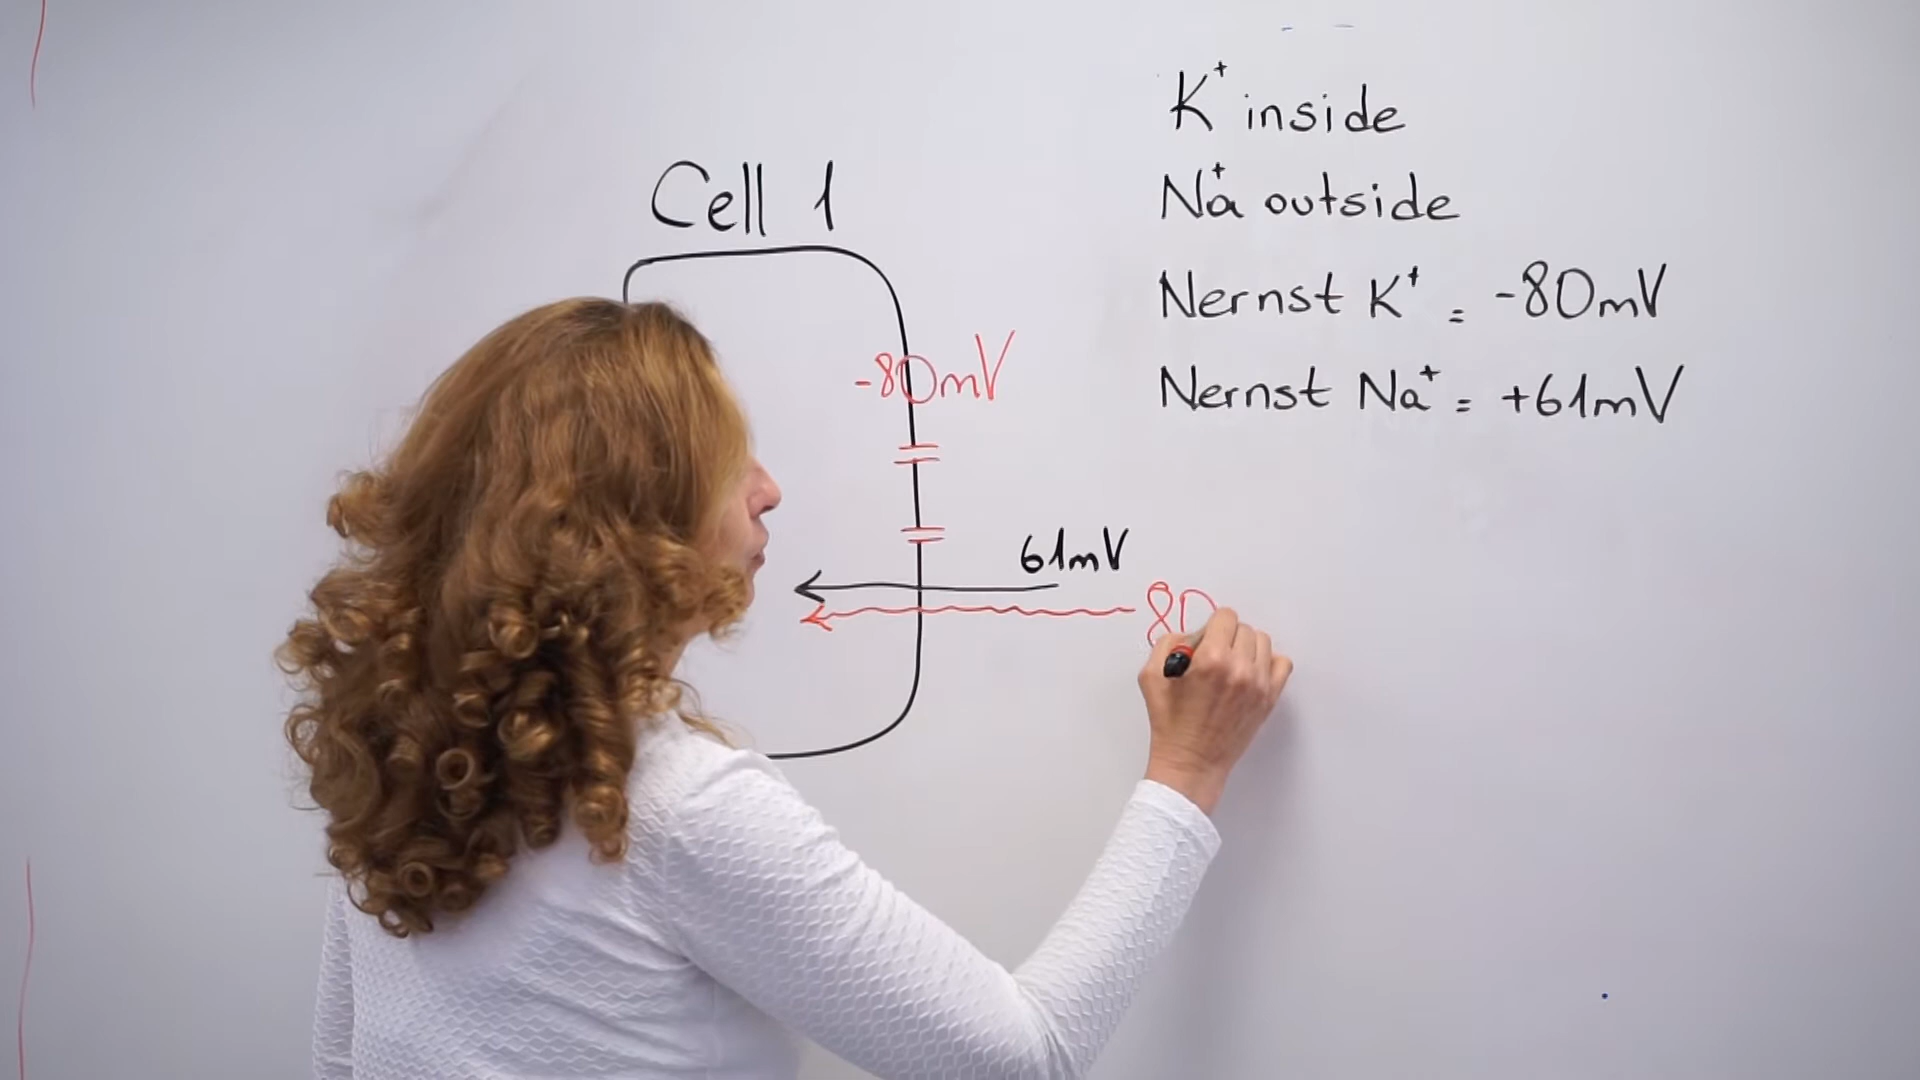 K⁺ inside
Na⁺ outside
Cell 1
Nernst K⁺ = -80mV
-80mV
Nernst Na⁺ = +61mV
61mV
80